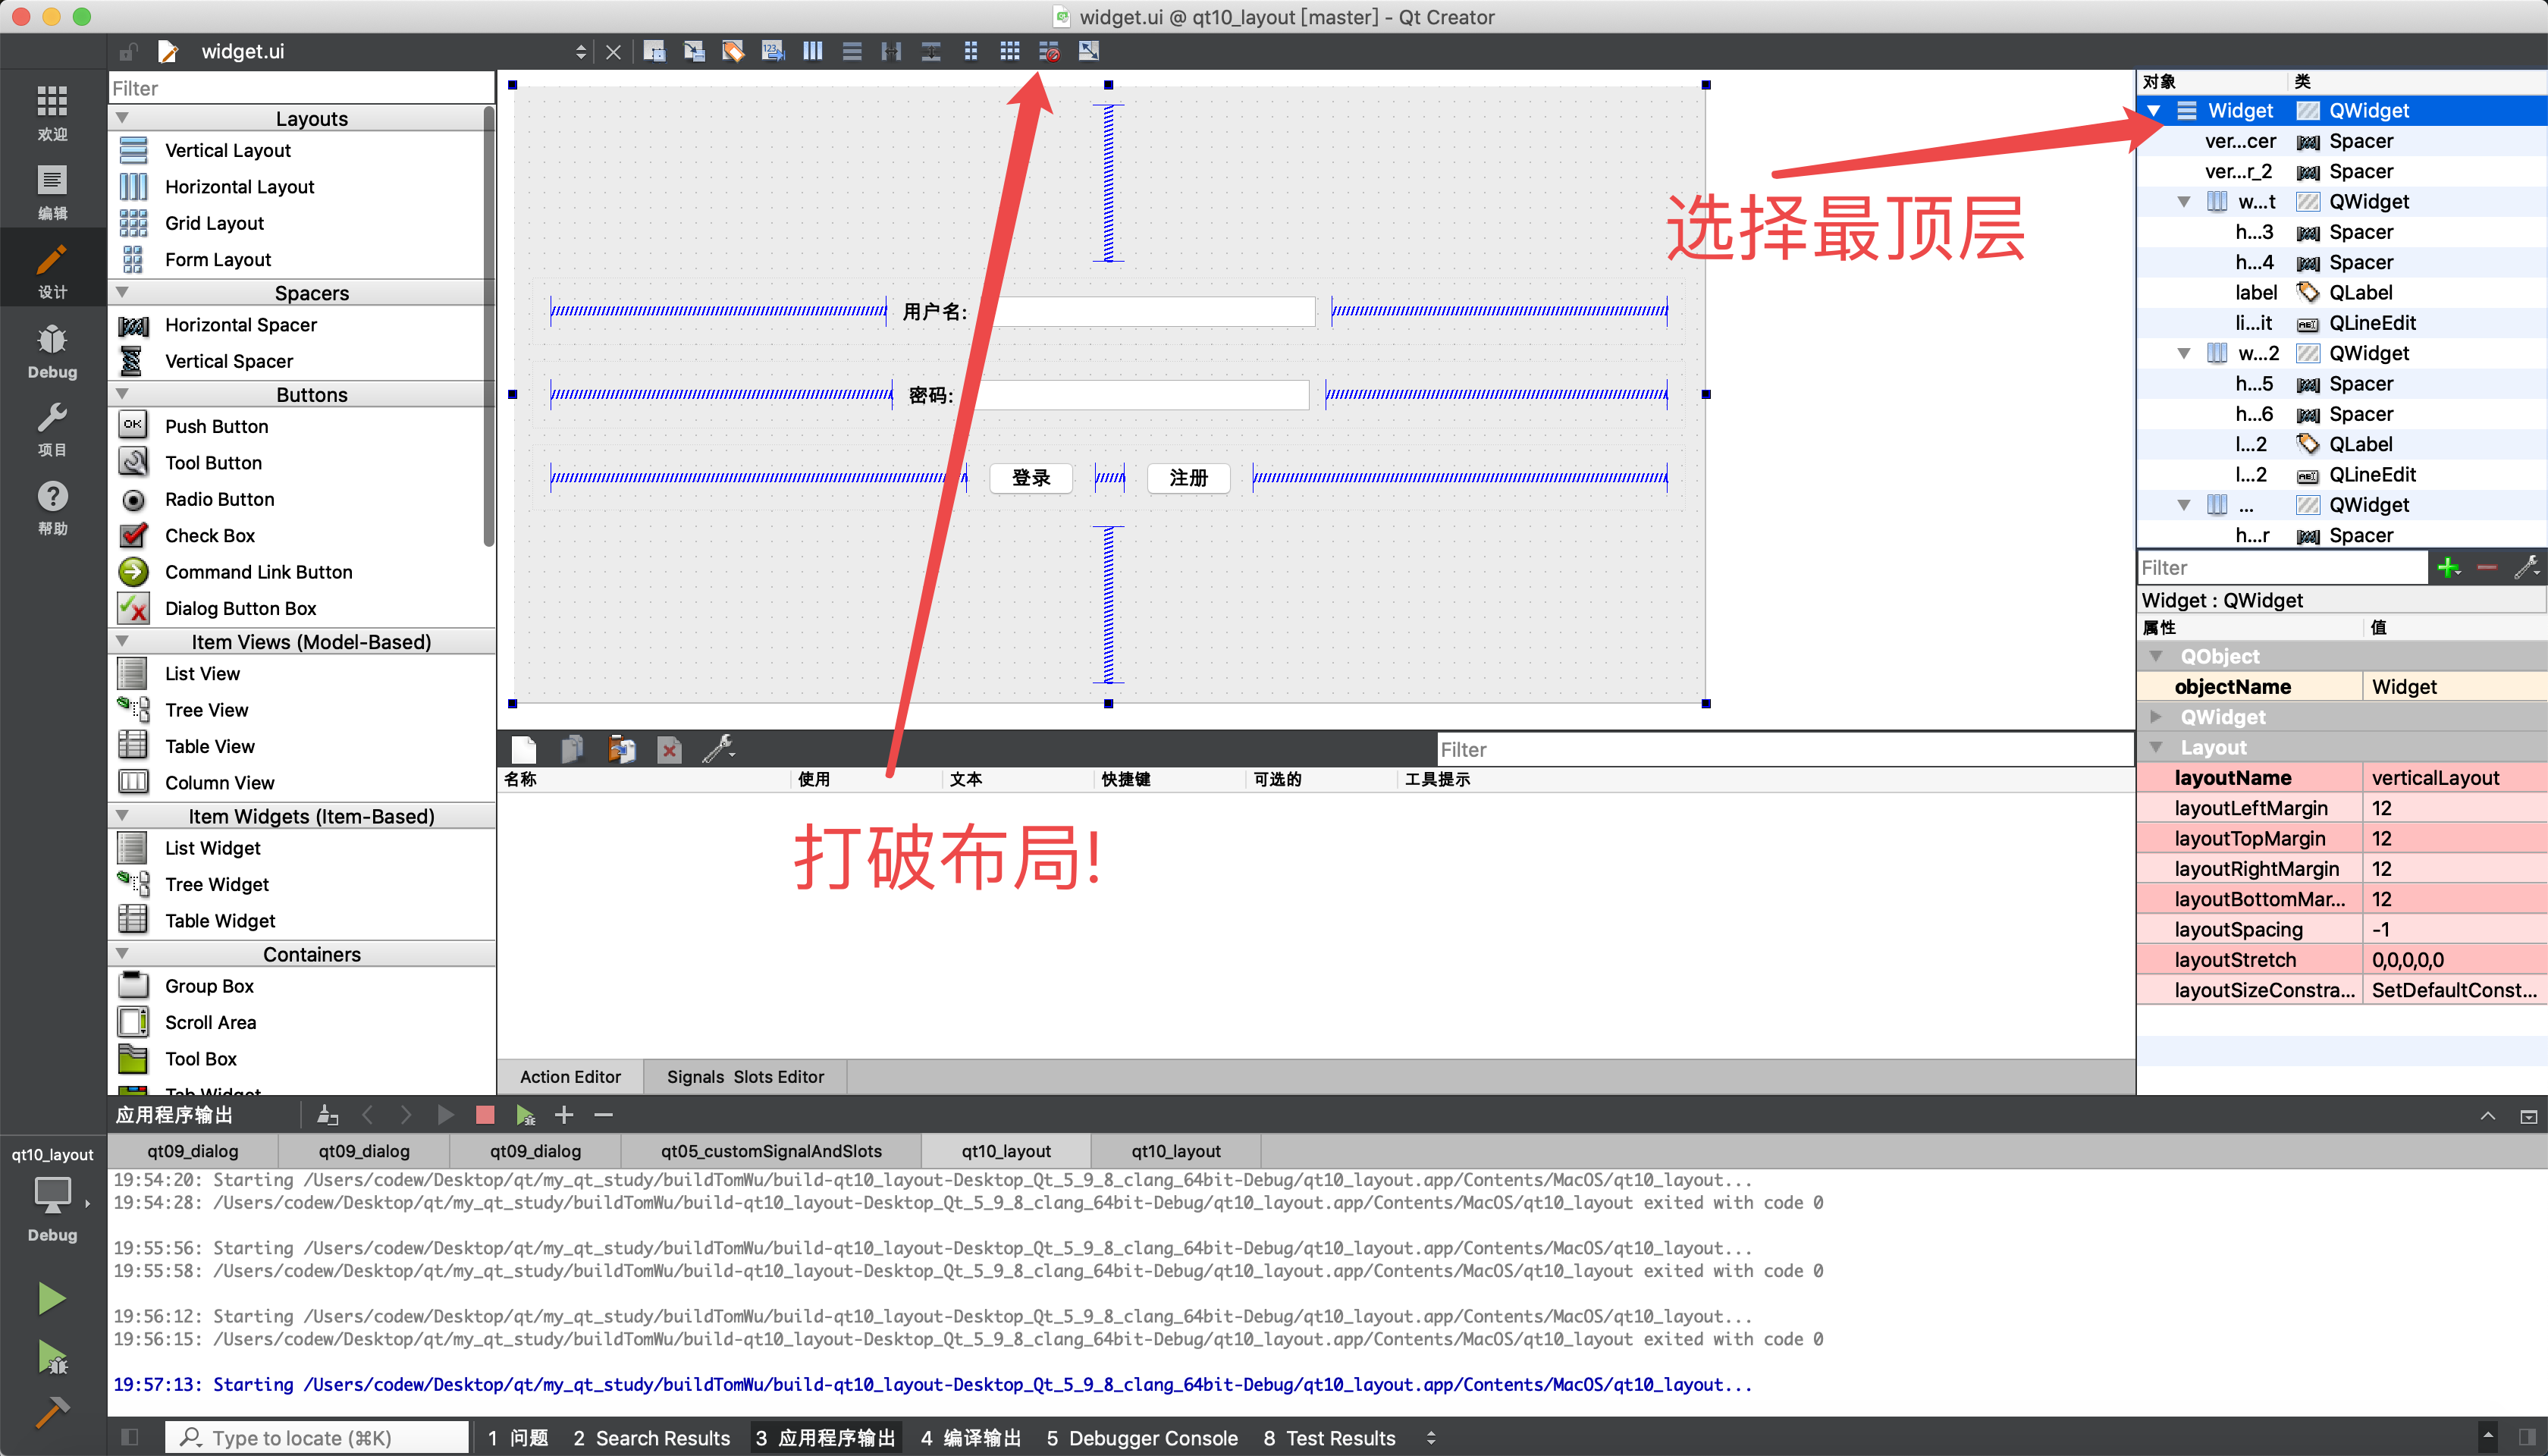 widget.ui @ qt10_layout [master] - Qt Creator
widget.ui
欢迎
编辑
设计
Debug
项目
帮助
Filter
Layouts
Vertical Layout
Horizontal Layout
Grid Layout
Form Layout
Spacers
Horizontal Spacer
Vertical Spacer
Buttons
Push Button
Tool Button
Radio Button
Check Box
Command Link Button
Dialog Button Box
Item Views (Model-Based)
List View
Tree View
Table View
Column View
Item Widgets (Item-Based)
List Widget
Tree Widget
Table Widget
Containers
Group Box
Scroll Area
Tool Box
Tab Widget
用户名:
密码:
登录 注册
选择最顶层
Filter
名称 使用 文本 快捷键 可选的 工具提示
打破布局!
Action Editor Signals Slots Editor
对象 类
Widget QWidget
ver...cer Spacer
ver...r_2 Spacer
w...t QWidget
h...3 Spacer
h...4 Spacer
label QLabel
li...it QLineEdit
w...2 QWidget
h...5 Spacer
h...6 Spacer
l...2 QLabel
l...2 QLineEdit
... QWidget
h...r Spacer
Filter
Widget : QWidget
属性 值
QObject
objectName Widget
QWidget
Layout
layoutName verticalLayout
layoutLeftMargin 12
layoutTopMargin 12
layoutRightMargin 12
layoutBottomMar... 12
layoutSpacing -1
layoutStretch 0,0,0,0,0
layoutSizeConstra... SetDefaultConst...
应用程序输出
qt09_dialog qt09_dialog qt09_dialog qt05_customSignalAndSlots qt10_layout qt10_layout
19:54:20: Starting /Users/codew/Desktop/qt/my_qt_study/buildTomWu/build-qt10_layout-Desktop_Qt_5_9_8_clang_64bit-Debug/qt10_layout.app/Contents/MacOS/qt10_layout...
19:54:28: /Users/codew/Desktop/qt/my_qt_study/buildTomWu/build-qt10_layout-Desktop_Qt_5_9_8_clang_64bit-Debug/qt10_layout.app/Contents/MacOS/qt10_layout exited with code 0
19:55:56: Starting /Users/codew/Desktop/qt/my_qt_study/buildTomWu/build-qt10_layout-Desktop_Qt_5_9_8_clang_64bit-Debug/qt10_layout.app/Contents/MacOS/qt10_layout...
19:55:58: /Users/codew/Desktop/qt/my_qt_study/buildTomWu/build-qt10_layout-Desktop_Qt_5_9_8_clang_64bit-Debug/qt10_layout.app/Contents/MacOS/qt10_layout exited with code 0
19:56:12: Starting /Users/codew/Desktop/qt/my_qt_study/buildTomWu/build-qt10_layout-Desktop_Qt_5_9_8_clang_64bit-Debug/qt10_layout.app/Contents/MacOS/qt10_layout...
19:56:15: /Users/codew/Desktop/qt/my_qt_study/buildTomWu/build-qt10_layout-Desktop_Qt_5_9_8_clang_64bit-Debug/qt10_layout.app/Contents/MacOS/qt10_layout exited with code 0
19:57:13: Starting /Users/codew/Desktop/qt/my_qt_study/buildTomWu/build-qt10_layout-Desktop_Qt_5_9_8_clang_64bit-Debug/qt10_layout.app/Contents/MacOS/qt10_layout...
qt10_layout
Debug
Type to locate (⌘K) 1 问题 2 Search Results 3 应用程序输出 4 编译输出 5 Debugger Console 8 Test Results